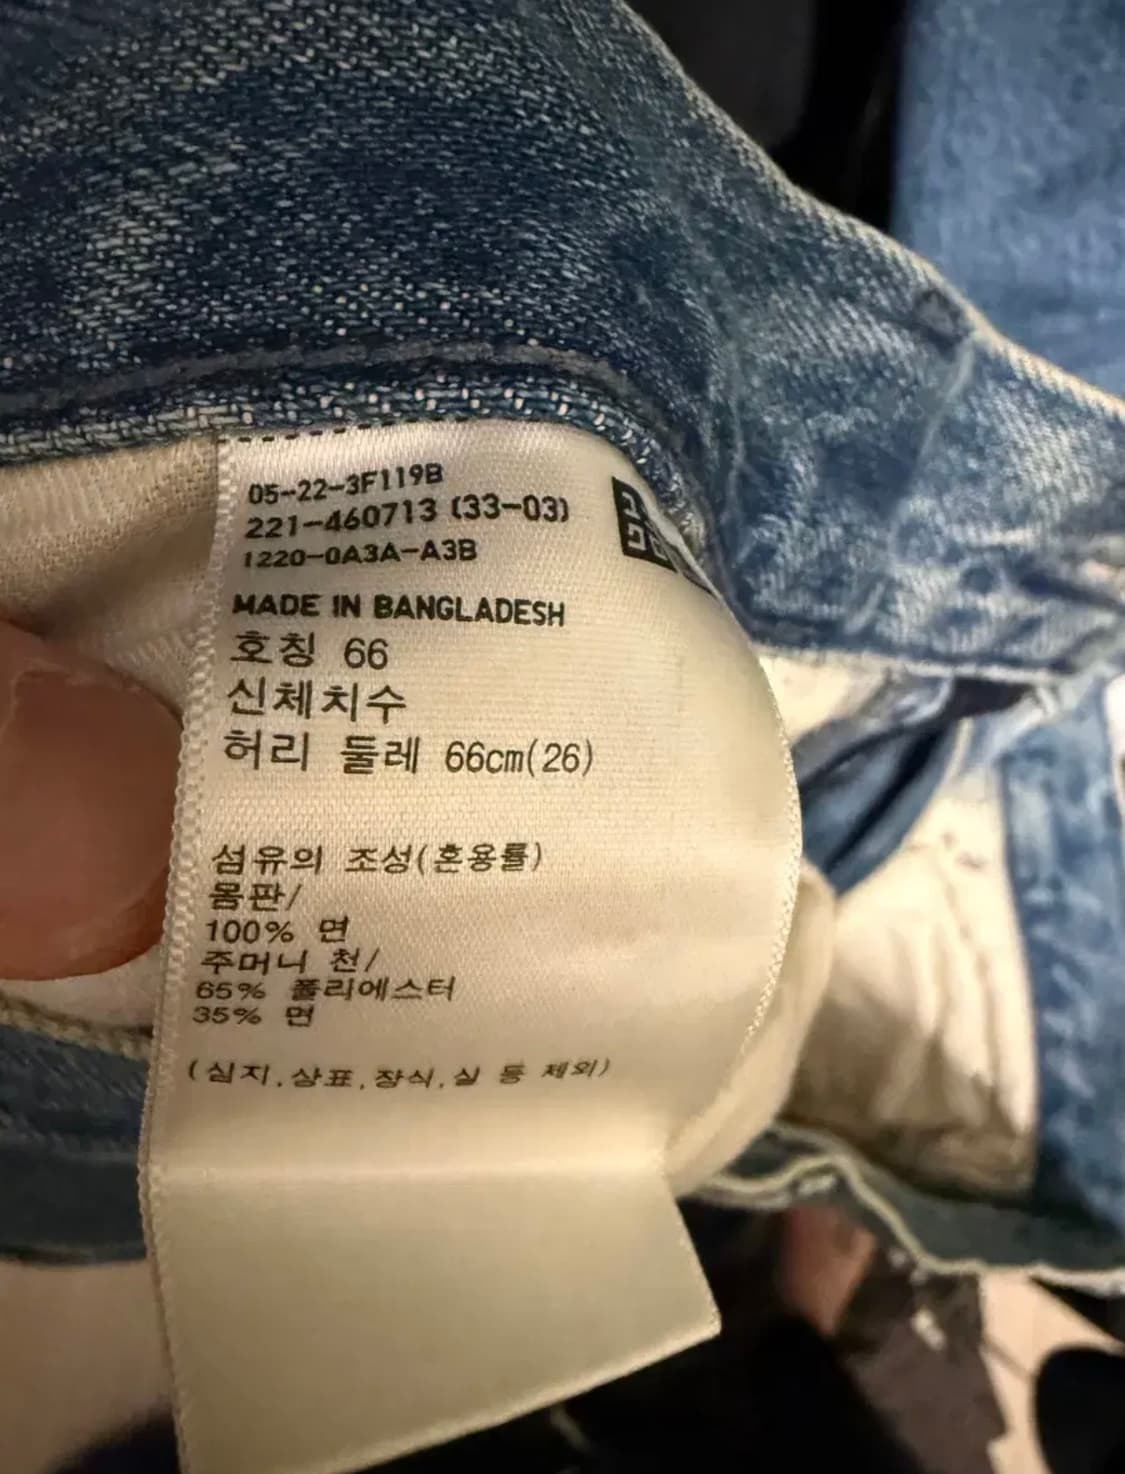 05-22-3F119B
221-460713 (33-03)
1220-0A3A-A3B
MADE IN BANGLADESH
호칭 66
신체치수
허리 둘레 66cm(26)
섬유의 조성(혼용률)
몸판/
100% 면
주머니 천/
65% 폴리에스터
35% 면
(심지,상표,장식,실 등 제외)